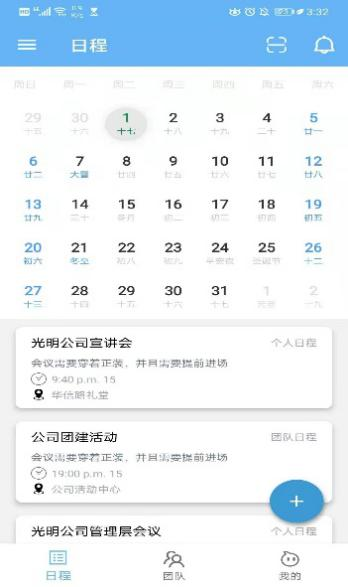 3:32
日程
周日 周一 周二 周三 周四 周五 周六
29 30 1 2 3 4 5
十五 十六 十七 十八 十九 二十 廿一
6 7 8 9 10 11 12
廿二 大雪 廿四 廿五 廿六 廿七 廿八
13 14 15 16 17 18 19
廿九 三十 冬月 初二 初三 初四 初五
20 21 22 23 24 25 26
初六 冬至 初八 初九 平安夜 圣诞节 十二
27 28 29 30 31 1 2
十三 十四 十五 十六 十七 元旦 十九
光明公司宣讲会 个人日程
会议需要穿着正装，并且需要提前进场
9:40 p.m. 15
华信路礼堂
公司团建活动 团队日程
会议需要穿着正装，并且需要提前进场
19:00 p.m. 15
公司活动中心
光明公司管理层会议 个人日程
日程 团队 我的